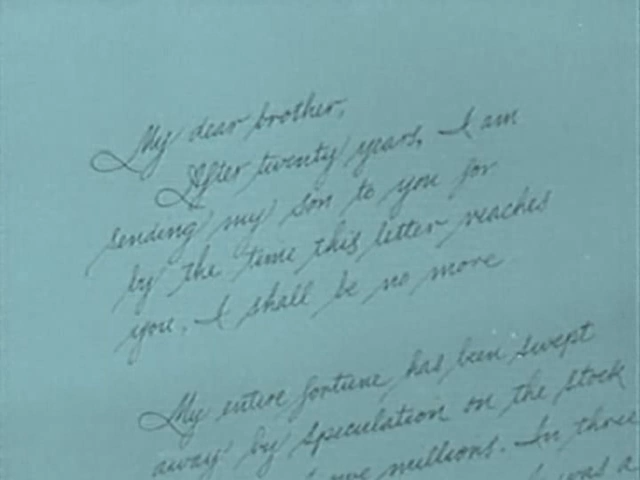 My dear brother,
After twenty years, I am
sending my son to you for
by the time this letter reaches
you, I shall be no more
My entire fortune has been swept
away by speculation on the stock
millions. In three
was a